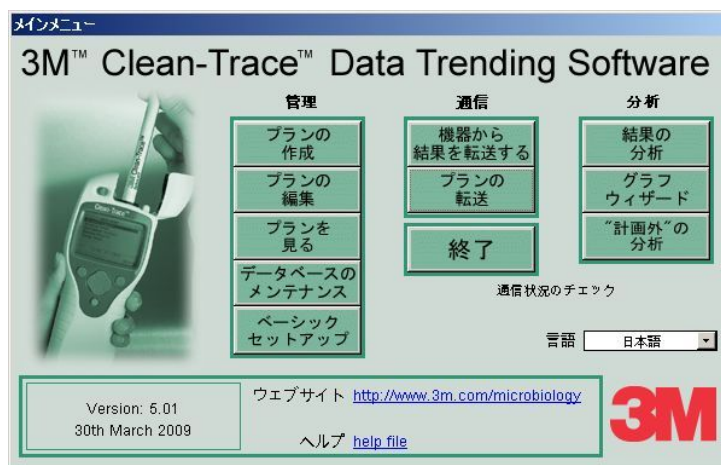 メインメニュー
3M™ Clean-Trace™ Data Trending Software
管理
プランの
作成
プランの
編集
プランを
見る
データベースの
メンテナンス
ベーシック
セットアップ
通信
機器から
結果を転送する
プランの
転送
終了
分析
結果の
分析
グラフ
ウィザード
"計画外"の
分析
通信状況のチェック
言語 日本語
Version: 5.01
30th March 2009
ウェブサイト http://www.3m.com/microbiology
ヘルプ help file
3M